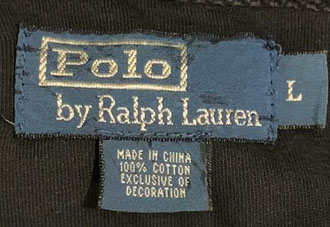 Polo
by Ralph Lauren
L
MADE IN CHINA
100% COTTON
EXCLUSIVE OF
DECORATION